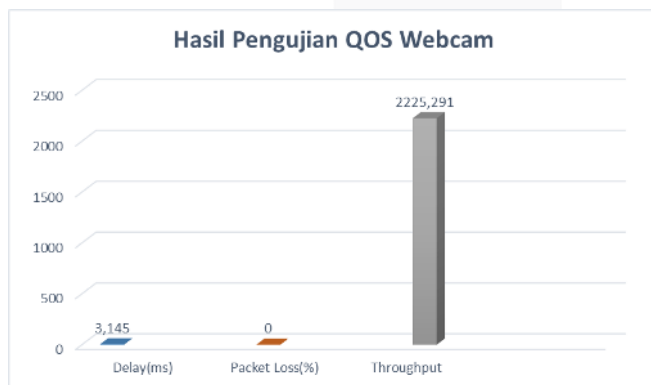 Hasil Pengujian QOS Webcam
2500
2000
1500
1000
500
0
2225,291
3,145
0
Delay(ms)
Packet Loss(%)
Throughput